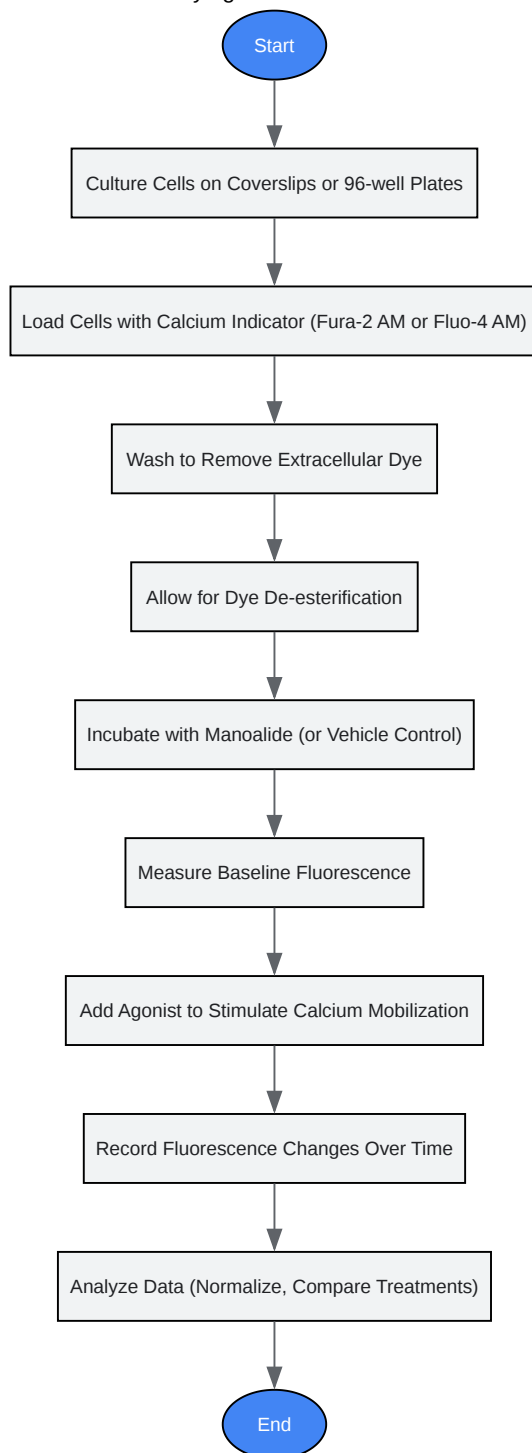 Start
Culture Cells on Coverslips or 96-well Plates
Load Cells with Calcium Indicator (Fura-2 AM or Fluo-4 AM)
Wash to Remove Extracellular Dye
Allow for Dye De-esterification
Incubate with Manoalide (or Vehicle Control)
Measure Baseline Fluorescence
Add Agonist to Stimulate Calcium Mobilization
Record Fluorescence Changes Over Time
Analyze Data (Normalize, Compare Treatments)
End